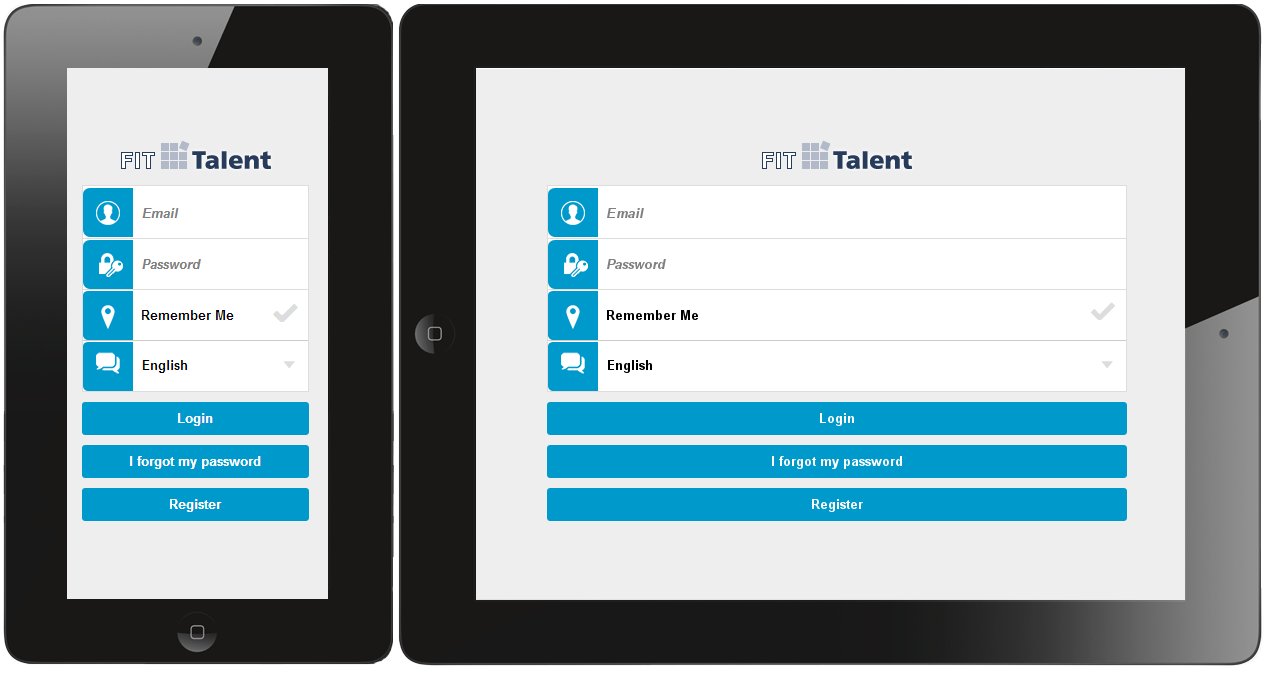 FIT Talent
Email
Password
Remember Me
English
Login
I forgot my password
Register
FIT Talent
Email
Password
Remember Me
English
Login
I forgot my password
Register